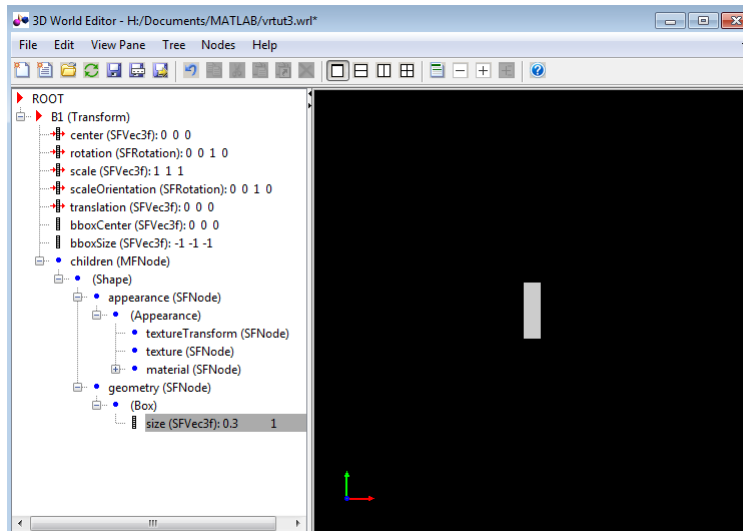 3D World Editor - H:/Documents/MATLAB/vrtut3.wrl*
File Edit View Pane Tree Nodes Help
ROOT
B1 (Transform)
center (SFVec3f): 0 0 0
rotation (SFRotation): 0 0 1 0
scale (SFVec3f): 1 1 1
scaleOrientation (SFRotation): 0 0 1 0
translation (SFVec3f): 0 0 0
bboxCenter (SFVec3f): 0 0 0
bboxSize (SFVec3f): -1 -1 -1
children (MFNode)
(Shape)
appearance (SFNode)
(Appearance)
textureTransform (SFNode)
texture (SFNode)
material (SFNode)
geometry (SFNode)
(Box)
size (SFVec3f): 0.3 1